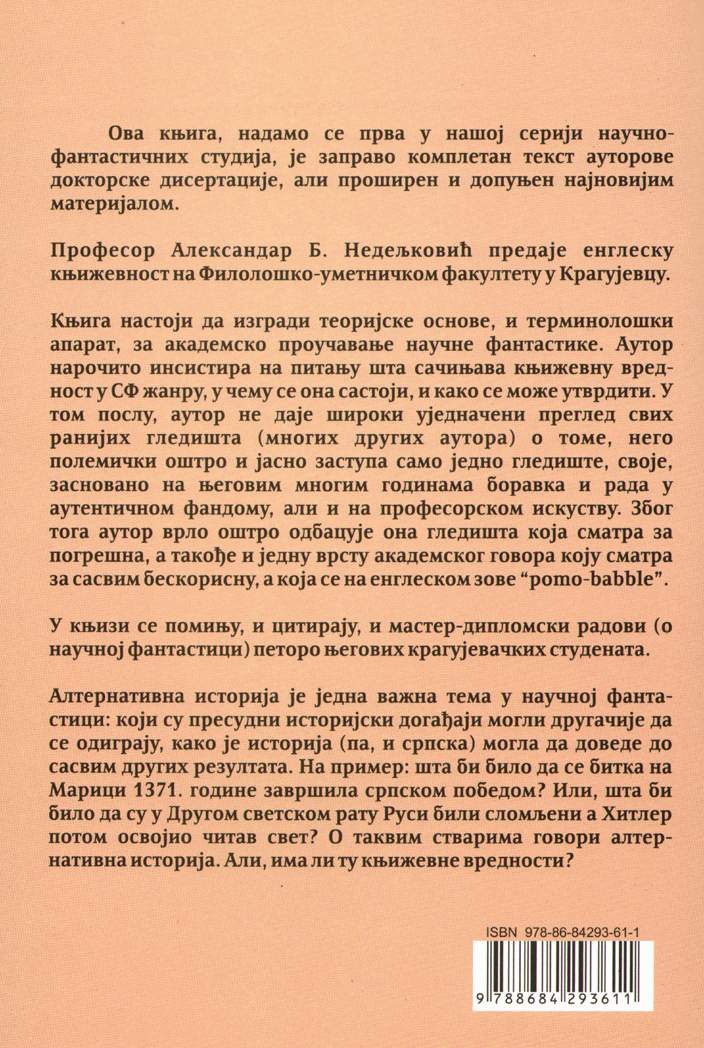 Ова књига, надамо се прва у нашој серији научно-
фантастичних студија, је заправо комплетан текст ауторове
докторске дисертације, али проширен и допуњен најновијим
материјалом.
Професор Александар Б. Недељковић предаје енглеску
књижевност на Филолошко-уметничком факултету у Крагујевцу.
Књига настоји да изгради теоријске основе, и терминолошки
апарат, за академско проучавање научне фантастике. Аутор
нарочито инсистира на питању шта сачињава књижевну вред-
ност у СФ жанру, у чему се она састоји, и како се може утврдити. У
том послу, аутор не даје широки уједначени преглед свих
ранијих гледишта (многих других аутора) о томе, него
полемички оштро и јасно заступа само једно гледиште, своје,
засновано на његовим многим годинама боравка и рада у
аутентичном фандому, али и на професорском искуству. Због
тога аутор врло оштро одбацује она гледишта која сматра за
погрешна, а такође и једну врсту академског говора коју сматра
за сасвим бескорисну, а која се на енглеском зове “pomo-babble”.
У књизи се помињу, и цитирају, и мастер-дипломски радови (о
научној фантастици) петоро његових крагујевачких студената.
Алтернативна историја је једна важна тема у научној фанта-
стици: који су пресудни историјски догађаји могли другачије да
се одиграју, како је историја (па, и српска) могла да доведе до
сасвим других резултата. На пример: шта би било да се битка на
Марици 1371. године завршила српском победом? Или, шта би
било да су у Другом светском рату Руси били сломљени а Хитлер
потом освојио читав свет? О таквим стварима говори алтер-
нативна историја. Али, има ли ту књижевне вредности?
ISBN 978-86-84293-61-1
9 788684 293611